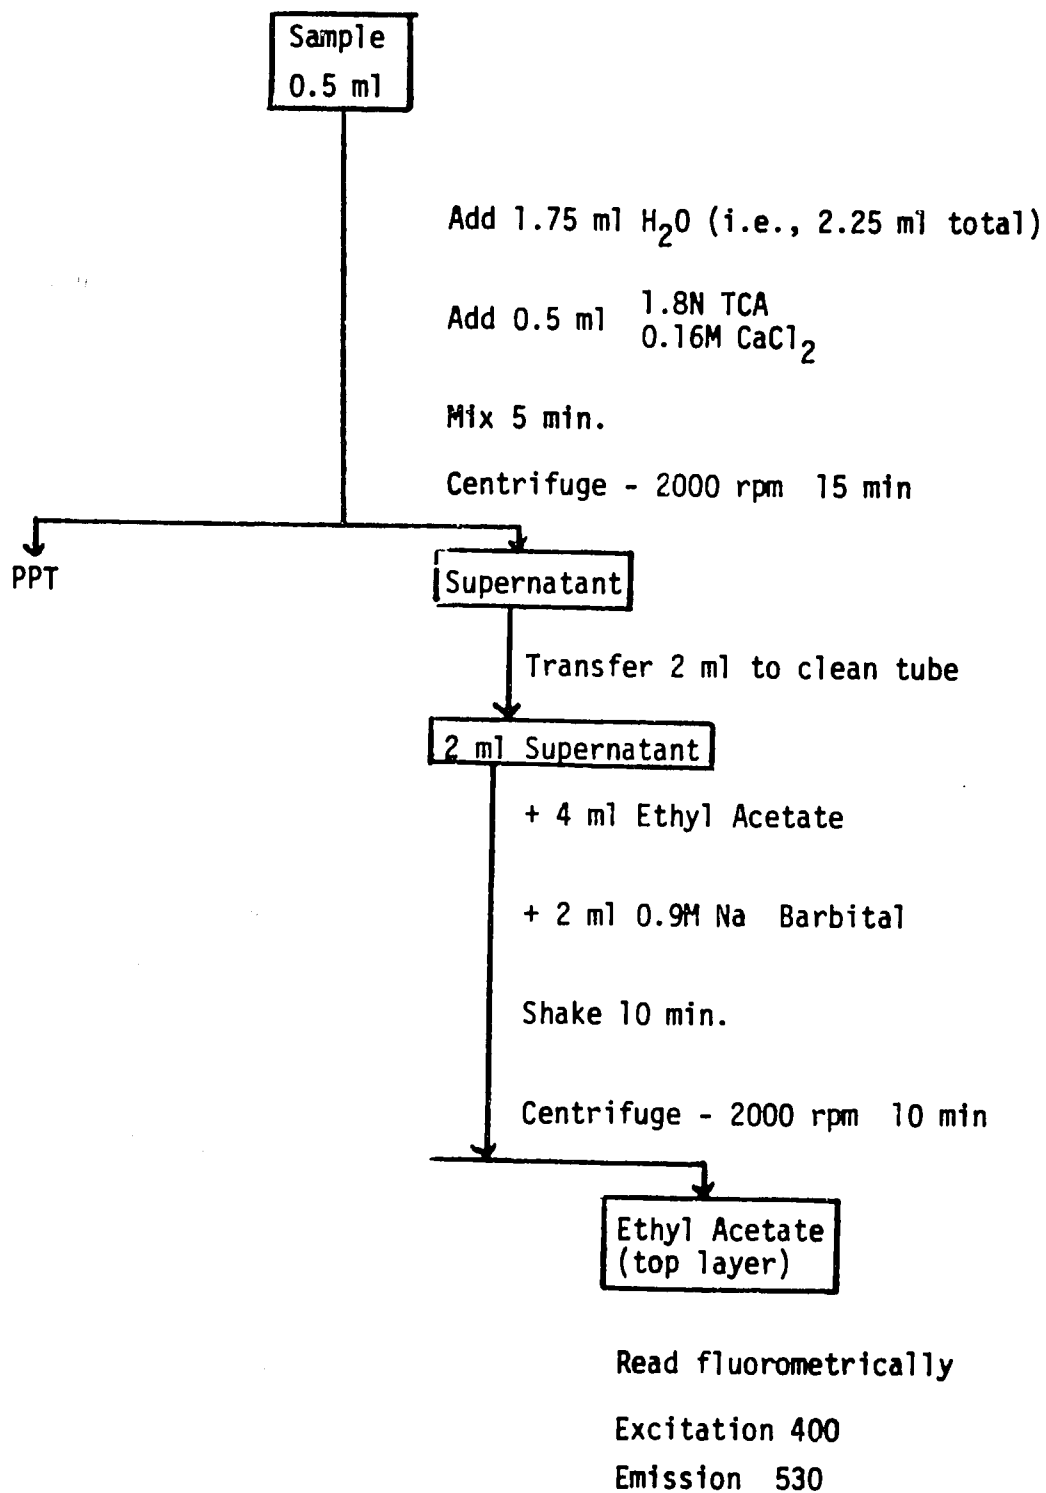 Sample
0.5 ml
Add 1.75 ml H₂O (i.e., 2.25 ml total)
Add 0.5 ml 1.8N TCA
0.16M CaCl₂
Mix 5 min.
Centrifuge - 2000 rpm 15 min
PPT
Supernatant
Transfer 2 ml to clean tube
2 ml Supernatant
+ 4 ml Ethyl Acetate
+ 2 ml 0.9M Na Barbital
Shake 10 min.
Centrifuge - 2000 rpm 10 min
Ethyl Acetate
(top layer)
Read fluorometrically
Excitation 400
Emission 530